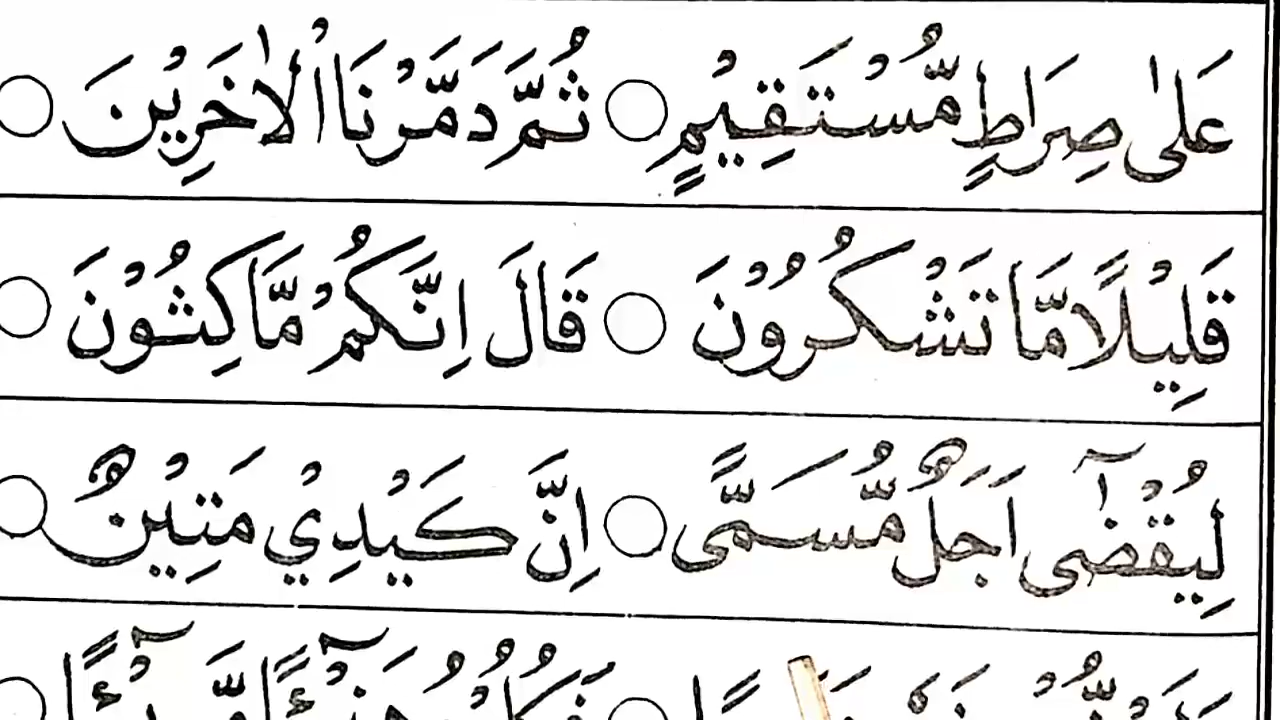 عَلٰى صِرَاطٍ مُّسْتَقِيْمٍ ○ ثُمَّ دَمَّرْنَا الْاٰخَرِيْنَ ○
قَلِيْلًا مَّا تَشْكُرُوْنَ ○ قَالَ اِنَّكُمْ مَّاكِثُوْنَ ○
لِيُقْضٰٓى اَجَلٌ مُّسَمًّى ○ اِنَّ كَيْدِيْ مَتِيْنٌ ○